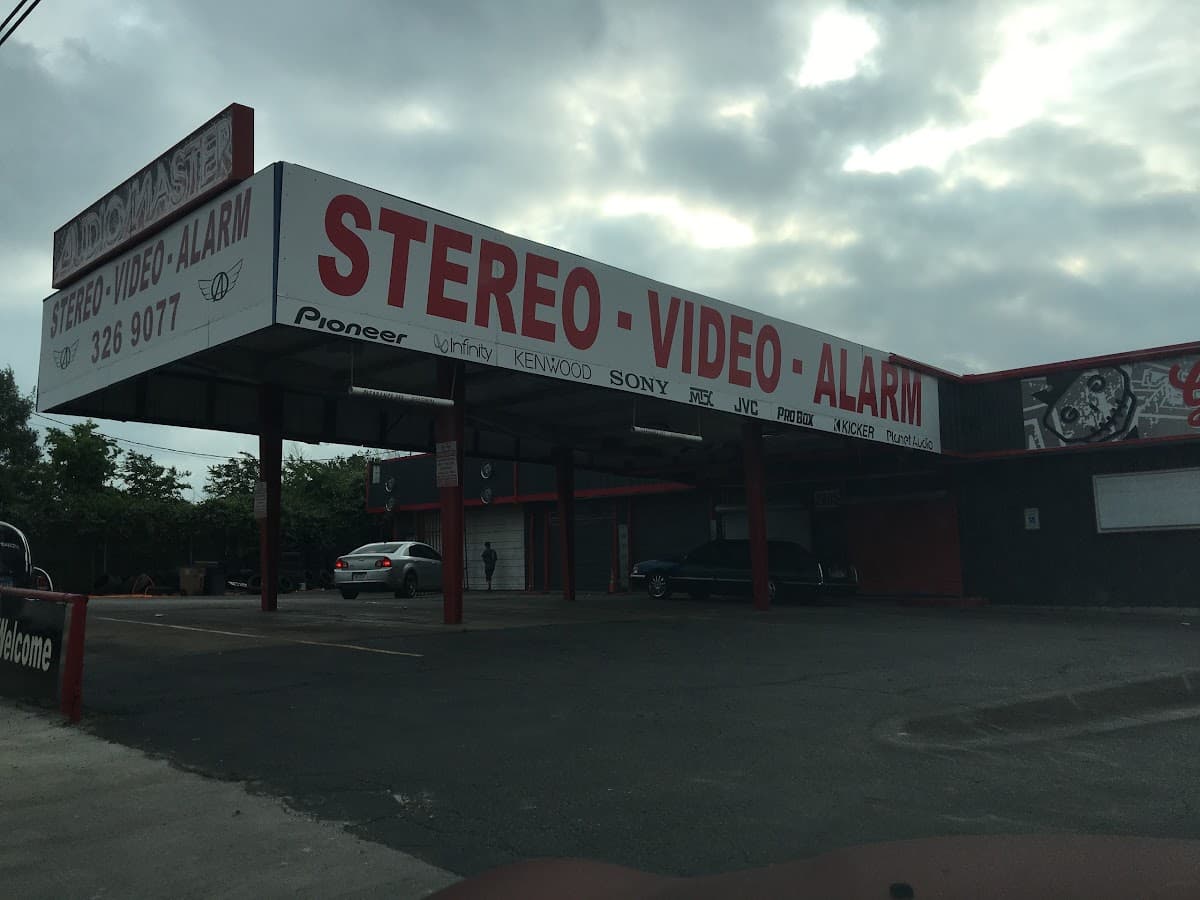 AUDIOMASTER
STEREO - VIDEO - ALARM
326 9077
STEREO - VIDEO - ALARM
Pioneer Infinity KENWOOD SONY MTX JVC PRO BOX KICKER Planet Audio
Welcome